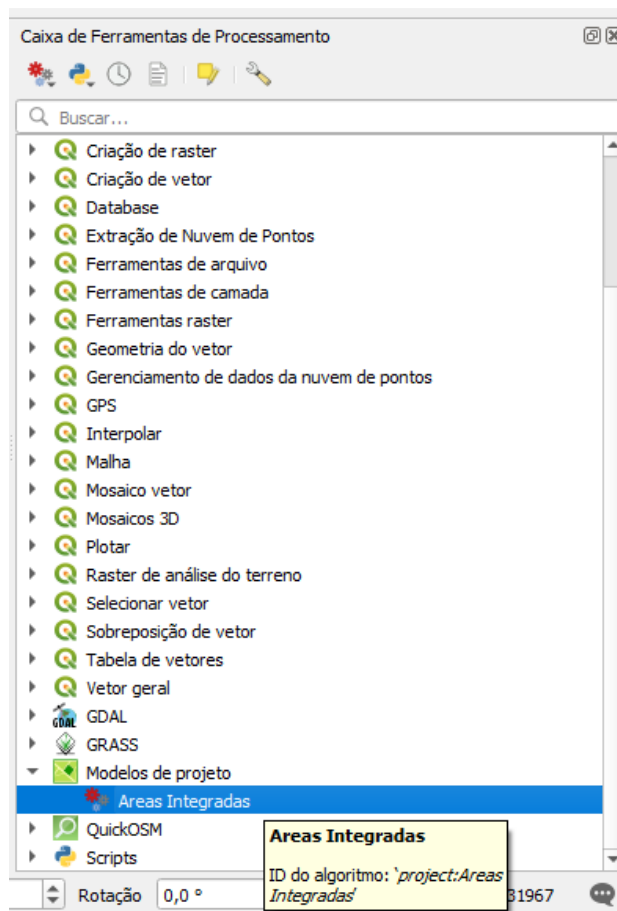 Caixa de Ferramentas de Processamento
Buscar...
Criação de raster
Criação de vetor
Database
Extração de Nuvem de Pontos
Ferramentas de arquivo
Ferramentas de camada
Ferramentas raster
Geometria do vetor
Gerenciamento de dados da nuvem de pontos
GPS
Interpolar
Malha
Mosaico vetor
Mosaicos 3D
Plotar
Raster de análise do terreno
Selecionar vetor
Sobreposição de vetor
Tabela de vetores
Vetor geral
GDAL GDAL
GRASS
Modelos de projeto
Areas Integradas
QuickOSM
Scripts
Areas Integradas
ID do algoritmo: 'project:Areas
Integradas'
Rotação 0,0 ° 31967